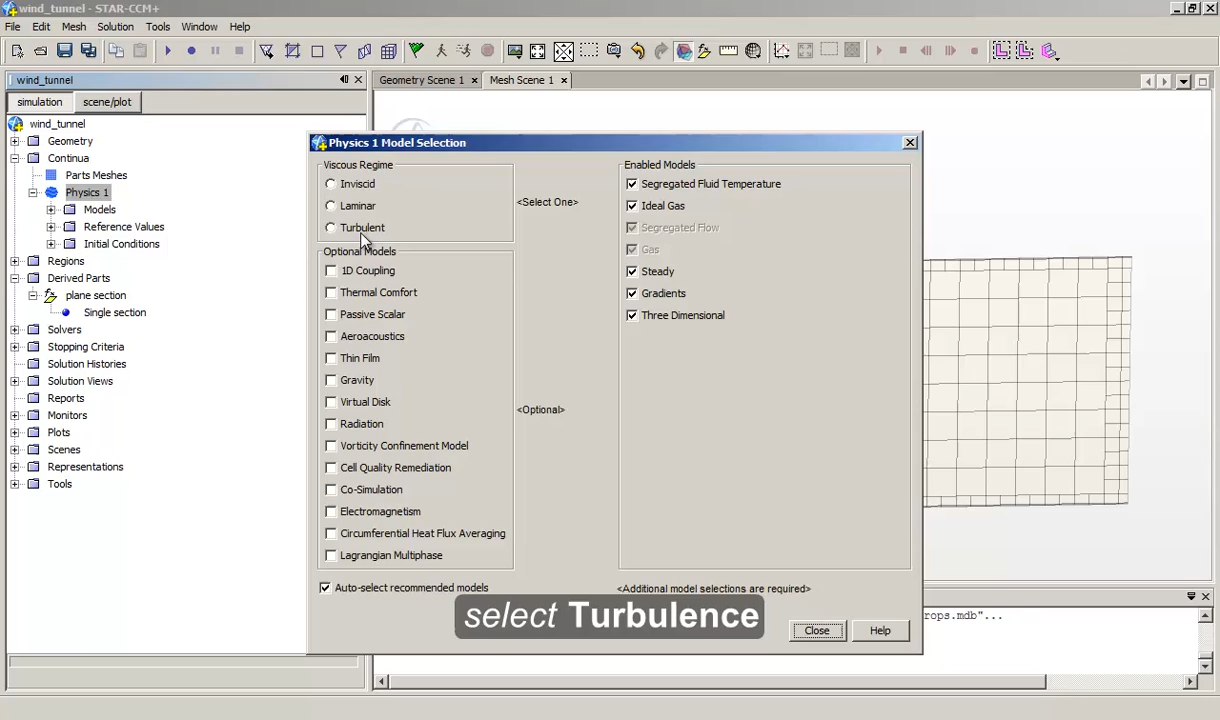 wind_tunnel - STAR-CCM+
File Edit Mesh Solution Tools Window Help
wind_tunnel
Geometry Scene 1
Mesh Scene 1
simulation
scene/plot
wind_tunnel
Geometry
Continua
Parts Meshes
Physics 1
Models
Reference Values
Initial Conditions
Regions
Derived Parts
plane section
Single section
Solvers
Stopping Criteria
Solution Histories
Solution Views
Reports
Monitors
Plots
Scenes
Representations
Tools
Physics 1 Model Selection
Viscous Regime
Inviscid
Laminar
Turbulent
<Select One>
Optional Models
1D Coupling
Thermal Comfort
Passive Scalar
Aeroacoustics
Thin Film
Gravity
Virtual Disk
Radiation
Vorticity Confinement Model
Cell Quality Remediation
Co-Simulation
Electromagnetism
Circumferential Heat Flux Averaging
Lagrangian Multiphase
<Optional>
Enabled Models
Segregated Fluid Temperature
Ideal Gas
Segregated Flow
Gas
Steady
Gradients
Three Dimensional
Auto-select recommended models
<Additional model selections are required>
select Turbulence
Close
Help
rops.mdb"...